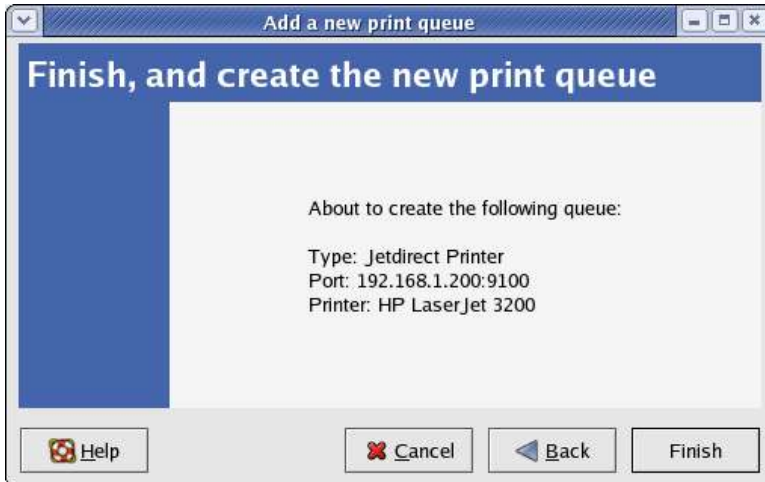 Add a new print queue
Finish, and create the new print queue
About to create the following queue:
Type: Jetdirect Printer
Port: 192.168.1.200:9100
Printer: HP LaserJet 3200
Help
Cancel
Back
Finish